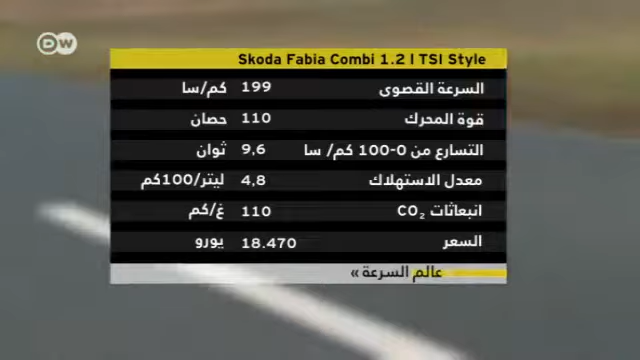 DW
Skoda Fabia Combi 1.2 l TSI Style
السرعة القصوى 199 كم/سا
قوة المحرك 110 حصان
التسارع من 0-100 كم/ سا 9,6 ثوان
معدل الاستهلاك 4,8 ليتر/100كم
انبعاثات CO₂ 110 غ/كم
السعر 18.470 يورو
عالم السرعة »